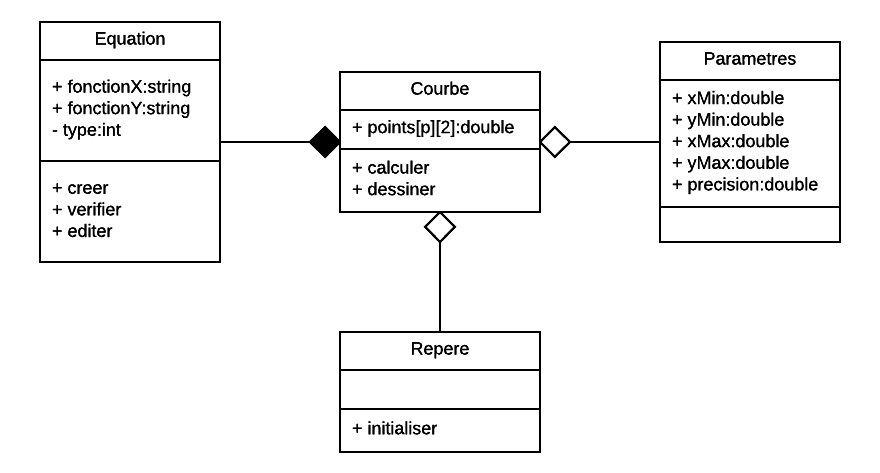 Equation
+ fonctionX:string
+ fonctionY:string
- type:int
+ creer
+ verifier
+ editer
Courbe
+ points[p][2]:double
+ calculer
+ dessiner
Parametres
+ xMin:double
+ yMin:double
+ xMax:double
+ yMax:double
+ precision:double
Repere
+ initialiser